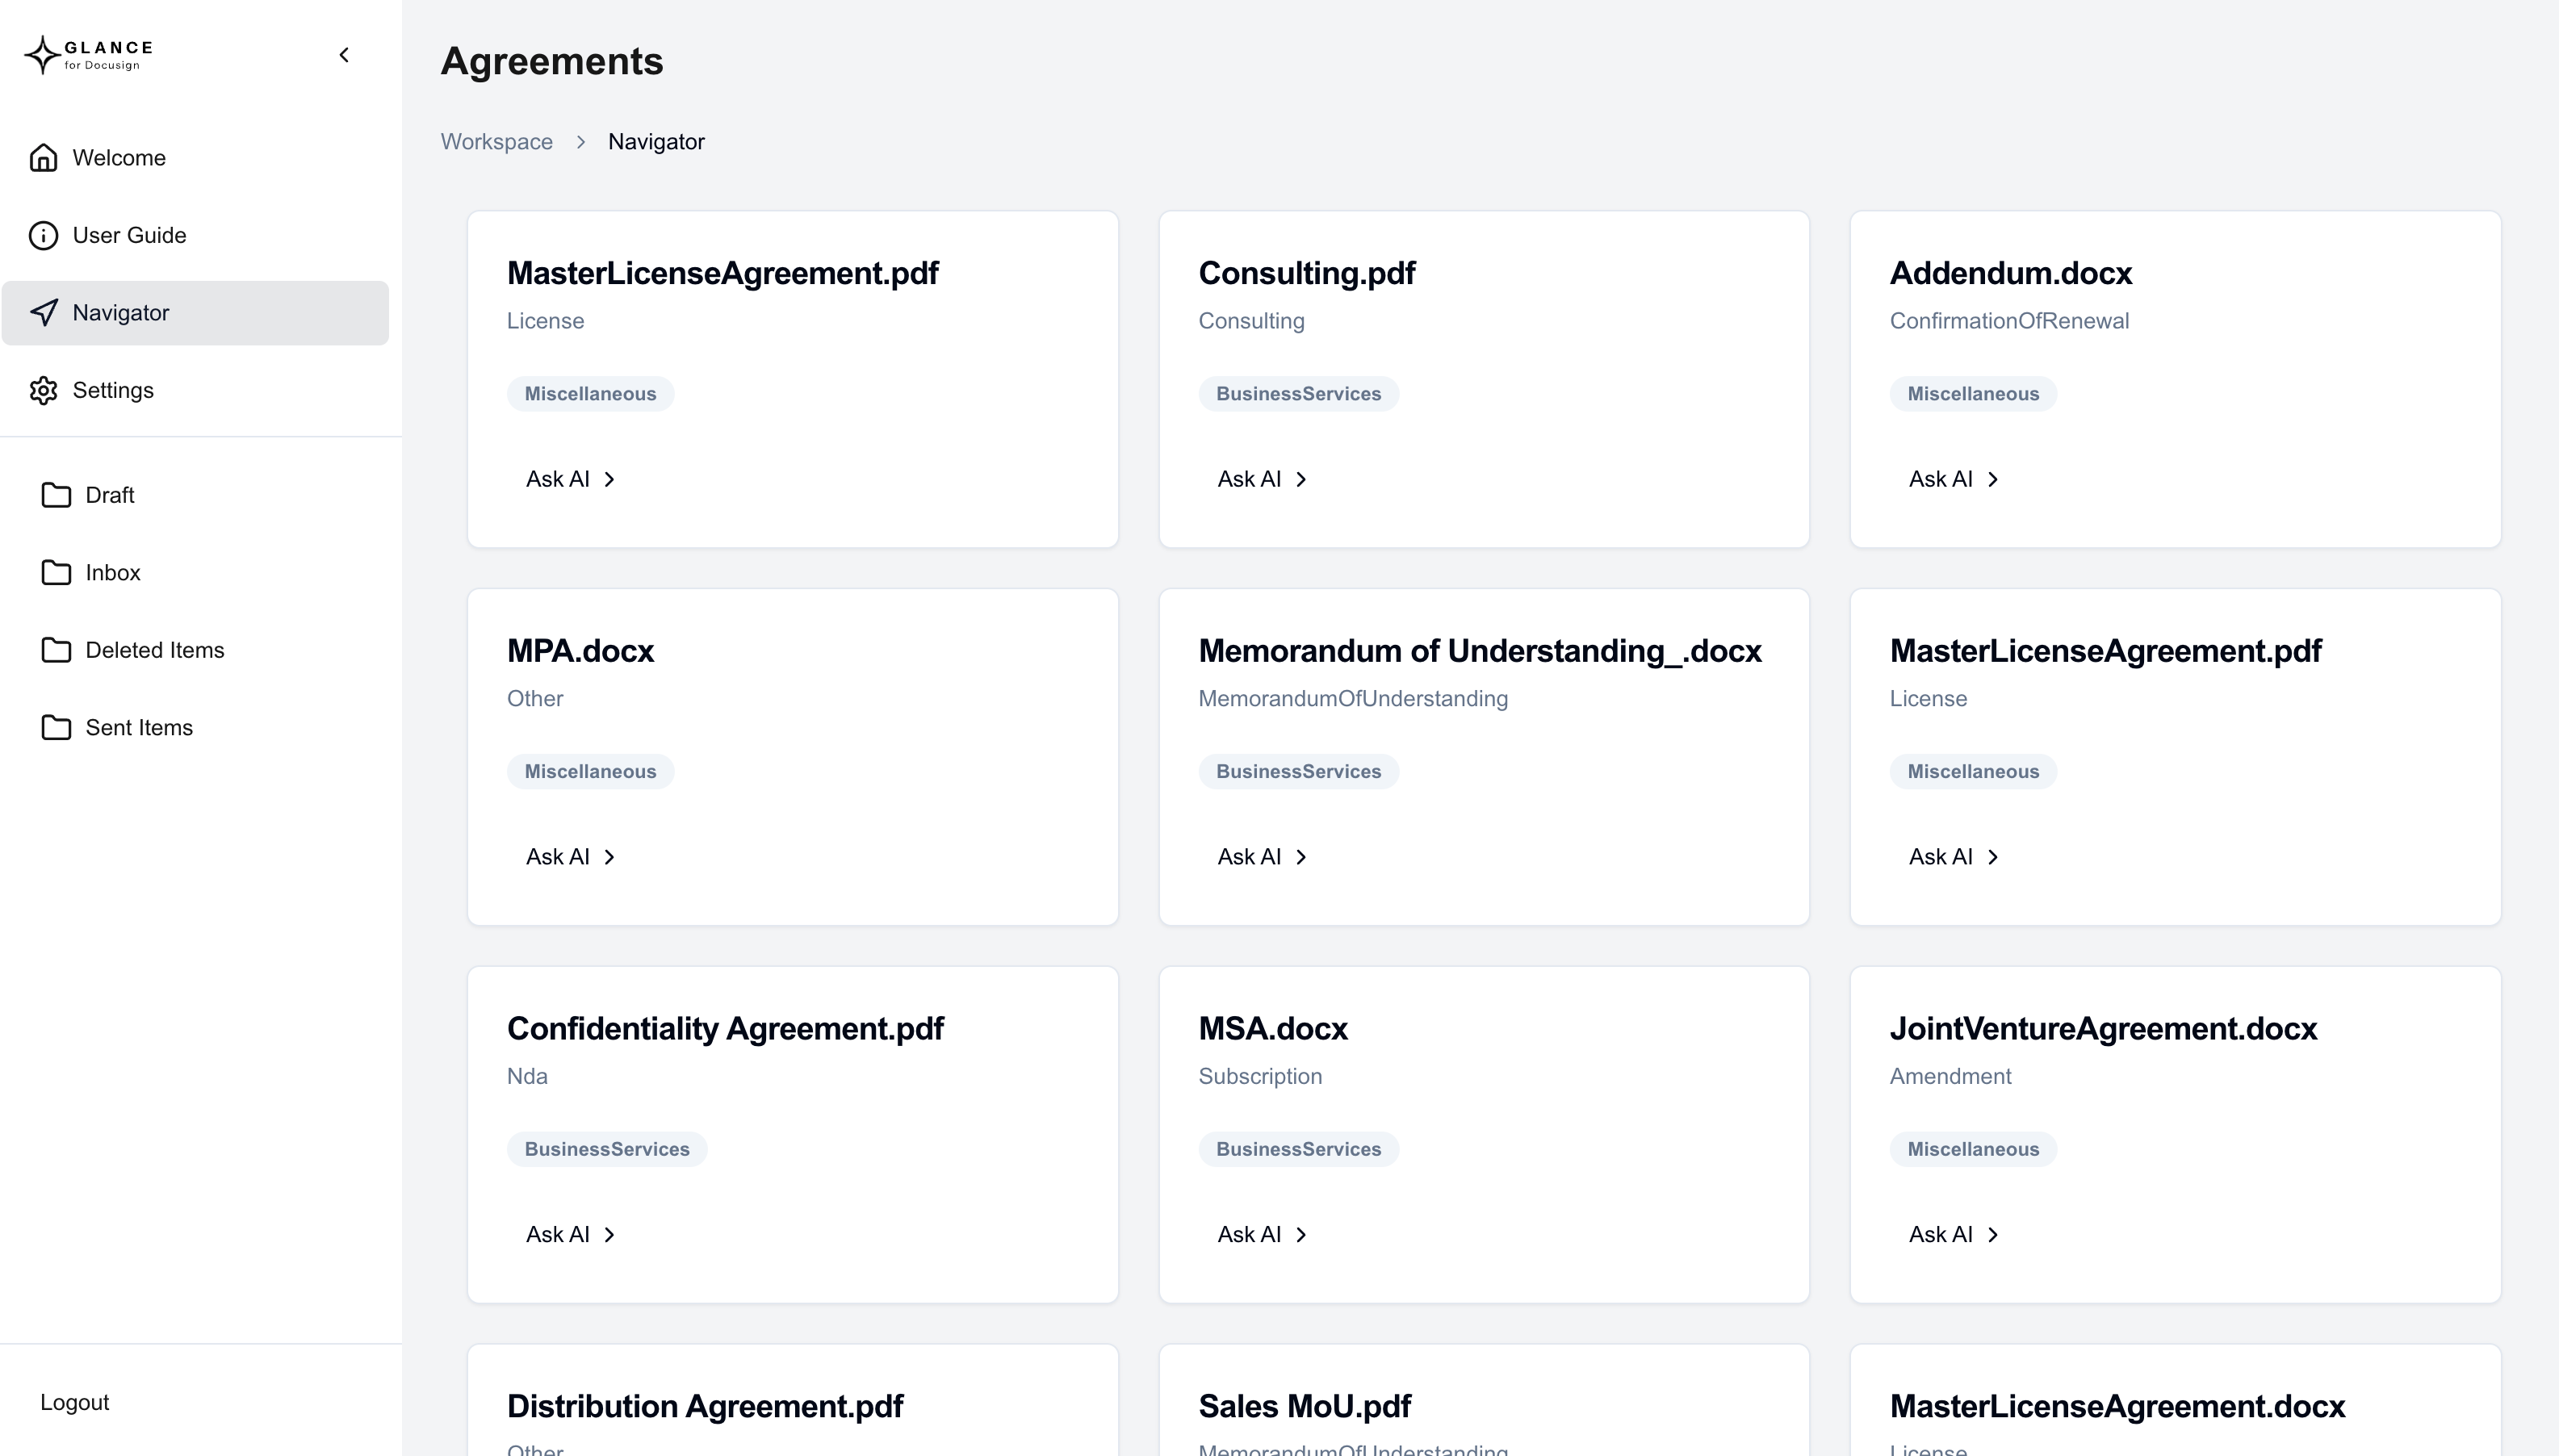 GLANCE
for Docusign
Welcome
User Guide
Navigator
Settings
Draft
Inbox
Deleted Items
Sent Items
Logout
Agreements
Workspace > Navigator
MasterLicenseAgreement.pdf
License
Miscellaneous
Ask AI
Consulting.pdf
Consulting
BusinessServices
Ask AI
Addendum.docx
ConfirmationOfRenewal
Miscellaneous
Ask AI
MPA.docx
Other
Miscellaneous
Ask AI
Memorandum of Understanding_.docx
MemorandumOfUnderstanding
BusinessServices
Ask AI
MasterLicenseAgreement.pdf
License
Miscellaneous
Ask AI
Confidentiality Agreement.pdf
Nda
BusinessServices
Ask AI
MSA.docx
Subscription
BusinessServices
Ask AI
JointVentureAgreement.docx
Amendment
Miscellaneous
Ask AI
Distribution Agreement.pdf
Other
Sales MoU.pdf
MemorandumOfUnderstanding
MasterLicenseAgreement.docx
License